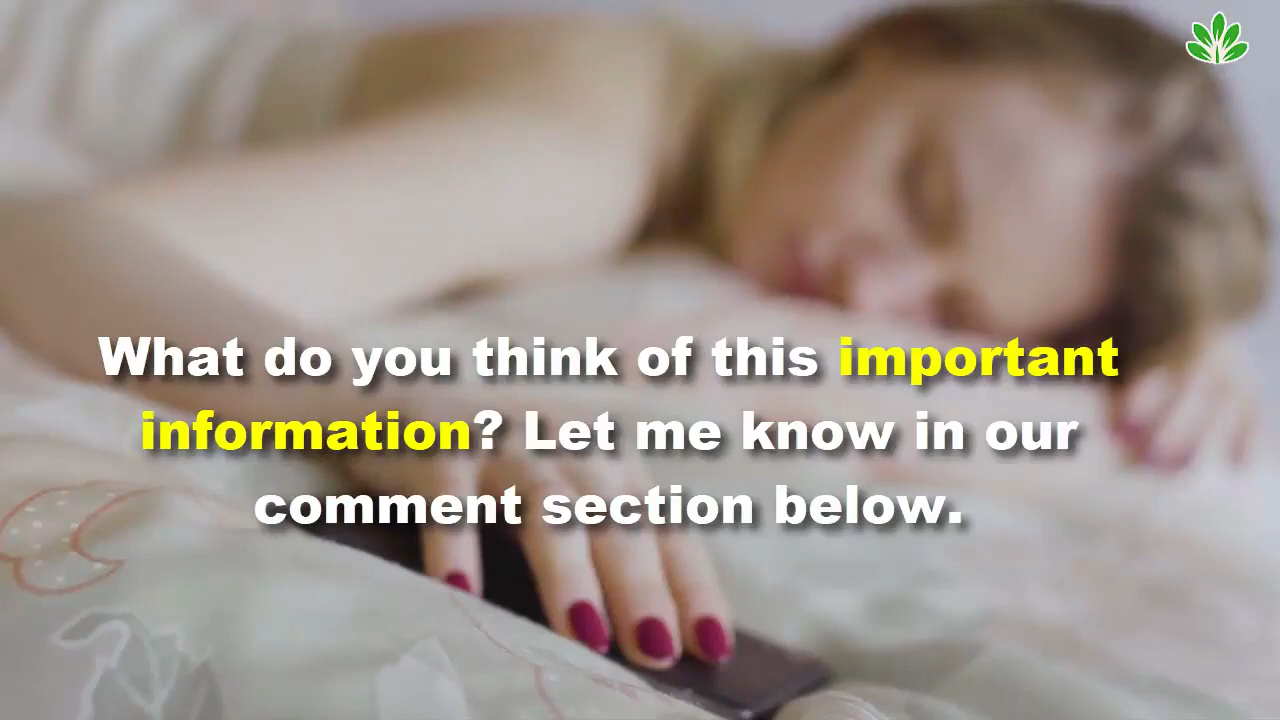 What do you think of this important
information? Let me know in our
comment section below.